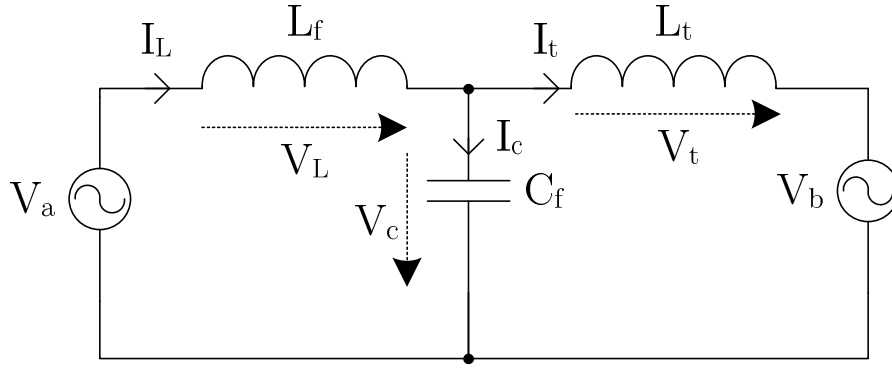 I_L
L_f
I_t
L_t
V_L
I_c
V_t
V_a
V_c
C_f
V_b